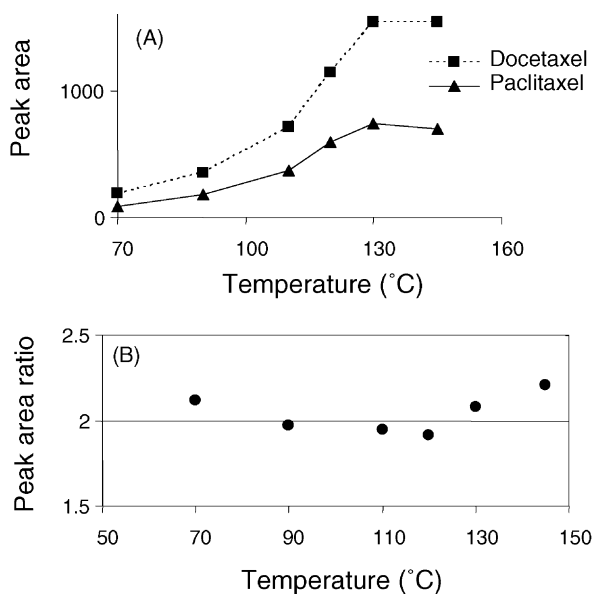 (A)
Peak area
1000
0
Docetaxel
Paclitaxel
70 100 130 160
Temperature (˚C)
(B)
Peak area ratio
2.5
2
1.5
50 70 90 110 130 150
Temperature (˚C)